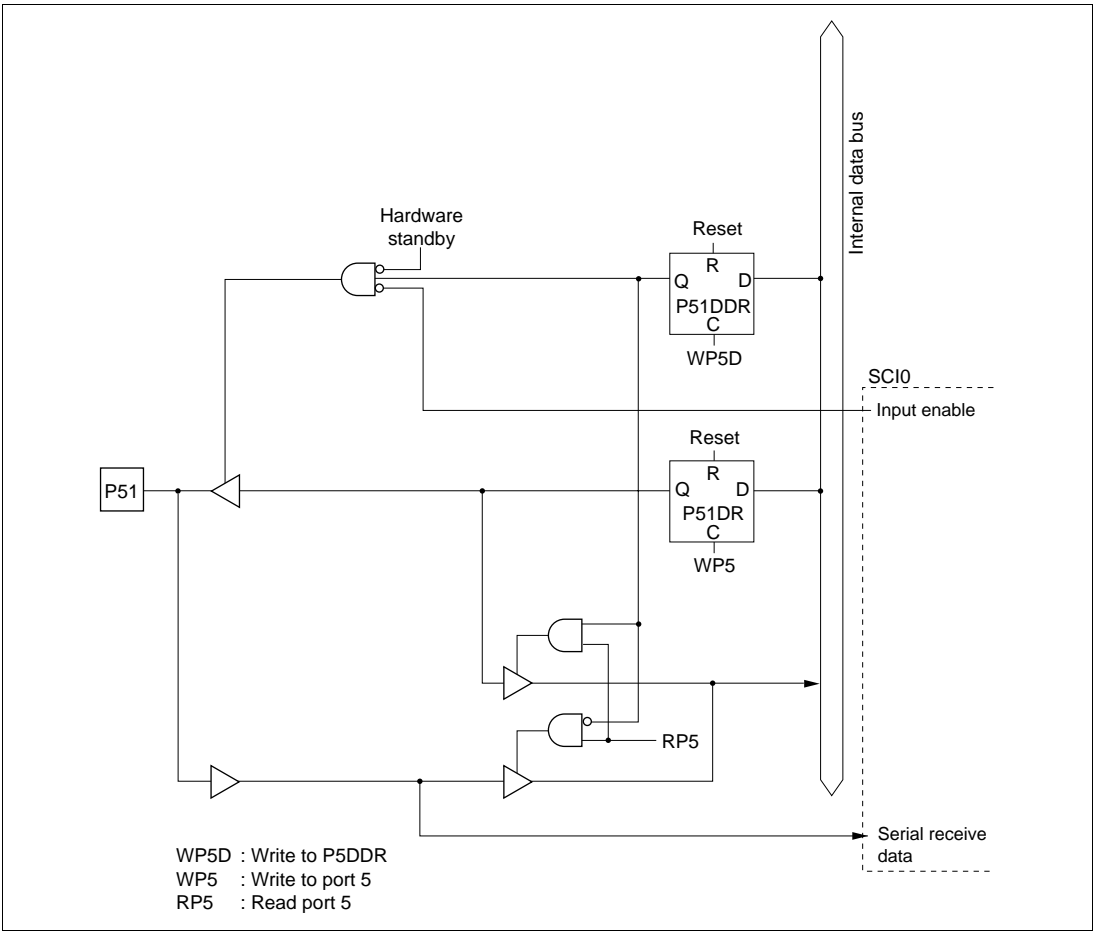 Internal data bus
Hardware
standby
Reset
R
Q D
P51DDR
C
WP5D
SCI0
Input enable
Reset
R
P51
Q D
P51DR
C
WP5
RP5
Serial receive
data
WP5D : Write to P5DDR
WP5 : Write to port 5
RP5 : Read port 5